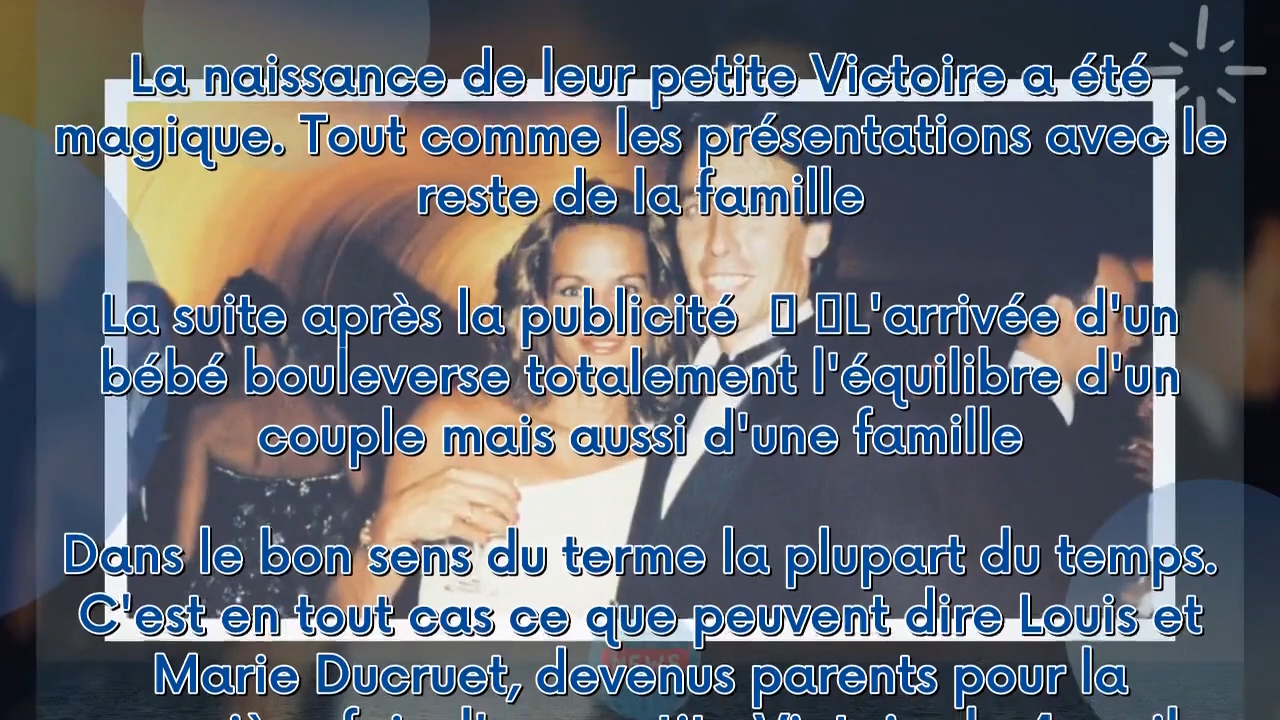 La naissance de leur petite Victoire a été
magique. Tout comme les présentations avec le
reste de la famille
La suite après la publicité L'arrivée d'un
bébé bouleverse totalement l'équilibre d'un
couple mais aussi d'une famille
Dans le bon sens du terme la plupart du temps.
C'est en tout cas ce que peuvent dire Louis et
Marie Ducruet, devenus parents pour la
NEWS